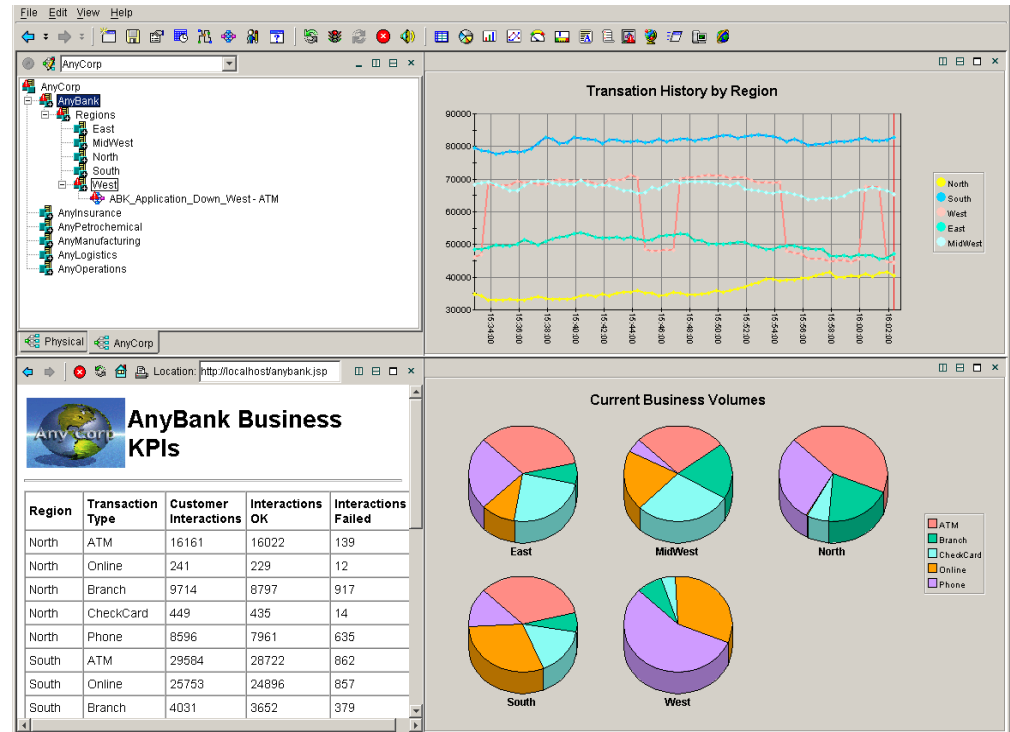 File Edit View Help
AnyCorp
AnyCorp
AnyBank
Regions
East
MidWest
North
South
West
ABK_Application_Down_West - ATM
AnyInsurance
AnyPetrochemical
AnyManufacturing
AnyLogistics
AnyOperations
Physical AnyCorp
Transation History by Region
90000
80000
70000
60000
50000
40000
30000
15:34:00 15:36:00 15:38:00 15:40:00 15:42:00 15:44:00 15:46:00 15:48:00 15:50:00 15:52:00 15:54:00 15:56:00 15:58:00 16:00:00 16:02:00
North
South
West
East
MidWest
Location: http://localhost/anybank.jsp
Any Corp
AnyBank Business
KPIs
Region Transaction Type Customer Interactions Interactions OK Interactions Failed
North ATM 16161 16022 139
North Online 241 229 12
North Branch 9714 8797 917
North CheckCard 449 435 14
North Phone 8596 7961 635
South ATM 29584 28722 862
South Online 25753 24896 857
South Branch 4031 3652 379
Current Business Volumes
East MidWest North
South West
ATM
Branch
CheckCard
Online
Phone